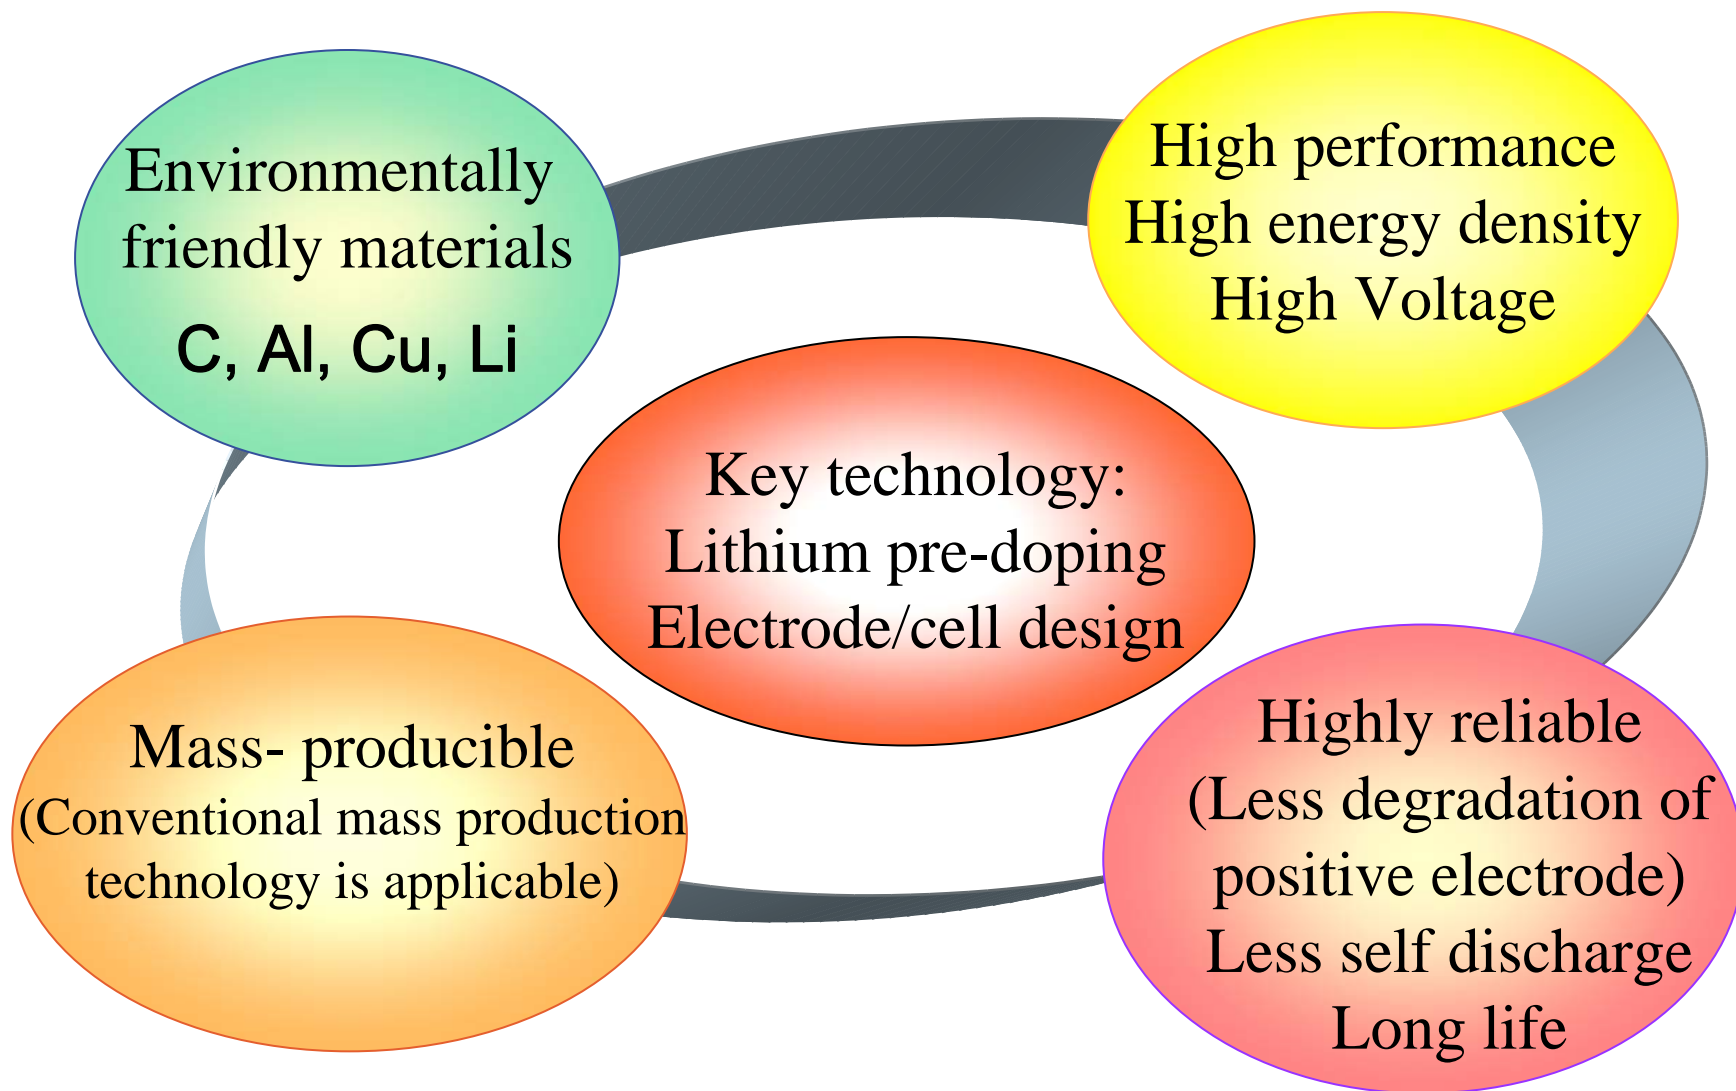 Environmentally
friendly materials
C, Al, Cu, Li
High performance
High energy density
High Voltage
Key technology:
Lithium pre-doping
Electrode/cell design
Mass- producible
(Conventional mass production
technology is applicable)
Highly reliable
(Less degradation of
positive electrode)
Less self discharge
Long life